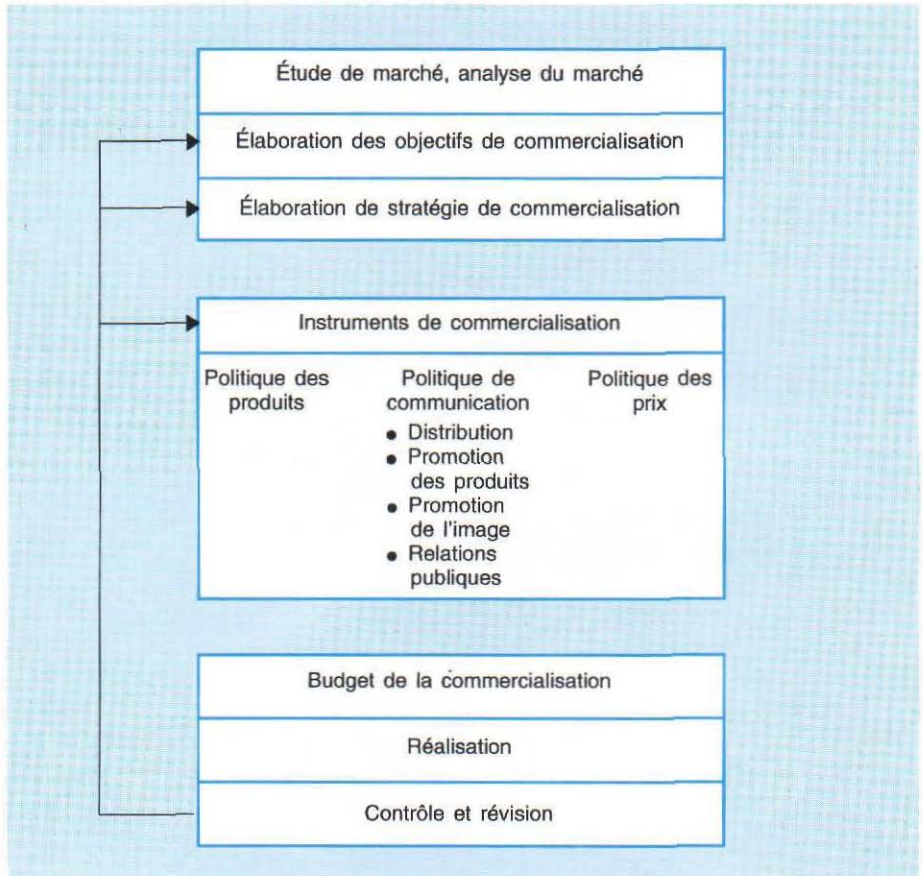 Étude de marché, analyse du marché
Élaboration des objectifs de commercialisation
Élaboration de stratégie de commercialisation
Instruments de commercialisation
Politique des
produits
Politique de
communication
• Distribution
• Promotion
des produits
• Promotion
de l'image
• Relations
publiques
Politique des
prix
Budget de la commercialisation
Réalisation
Contrôle et révision